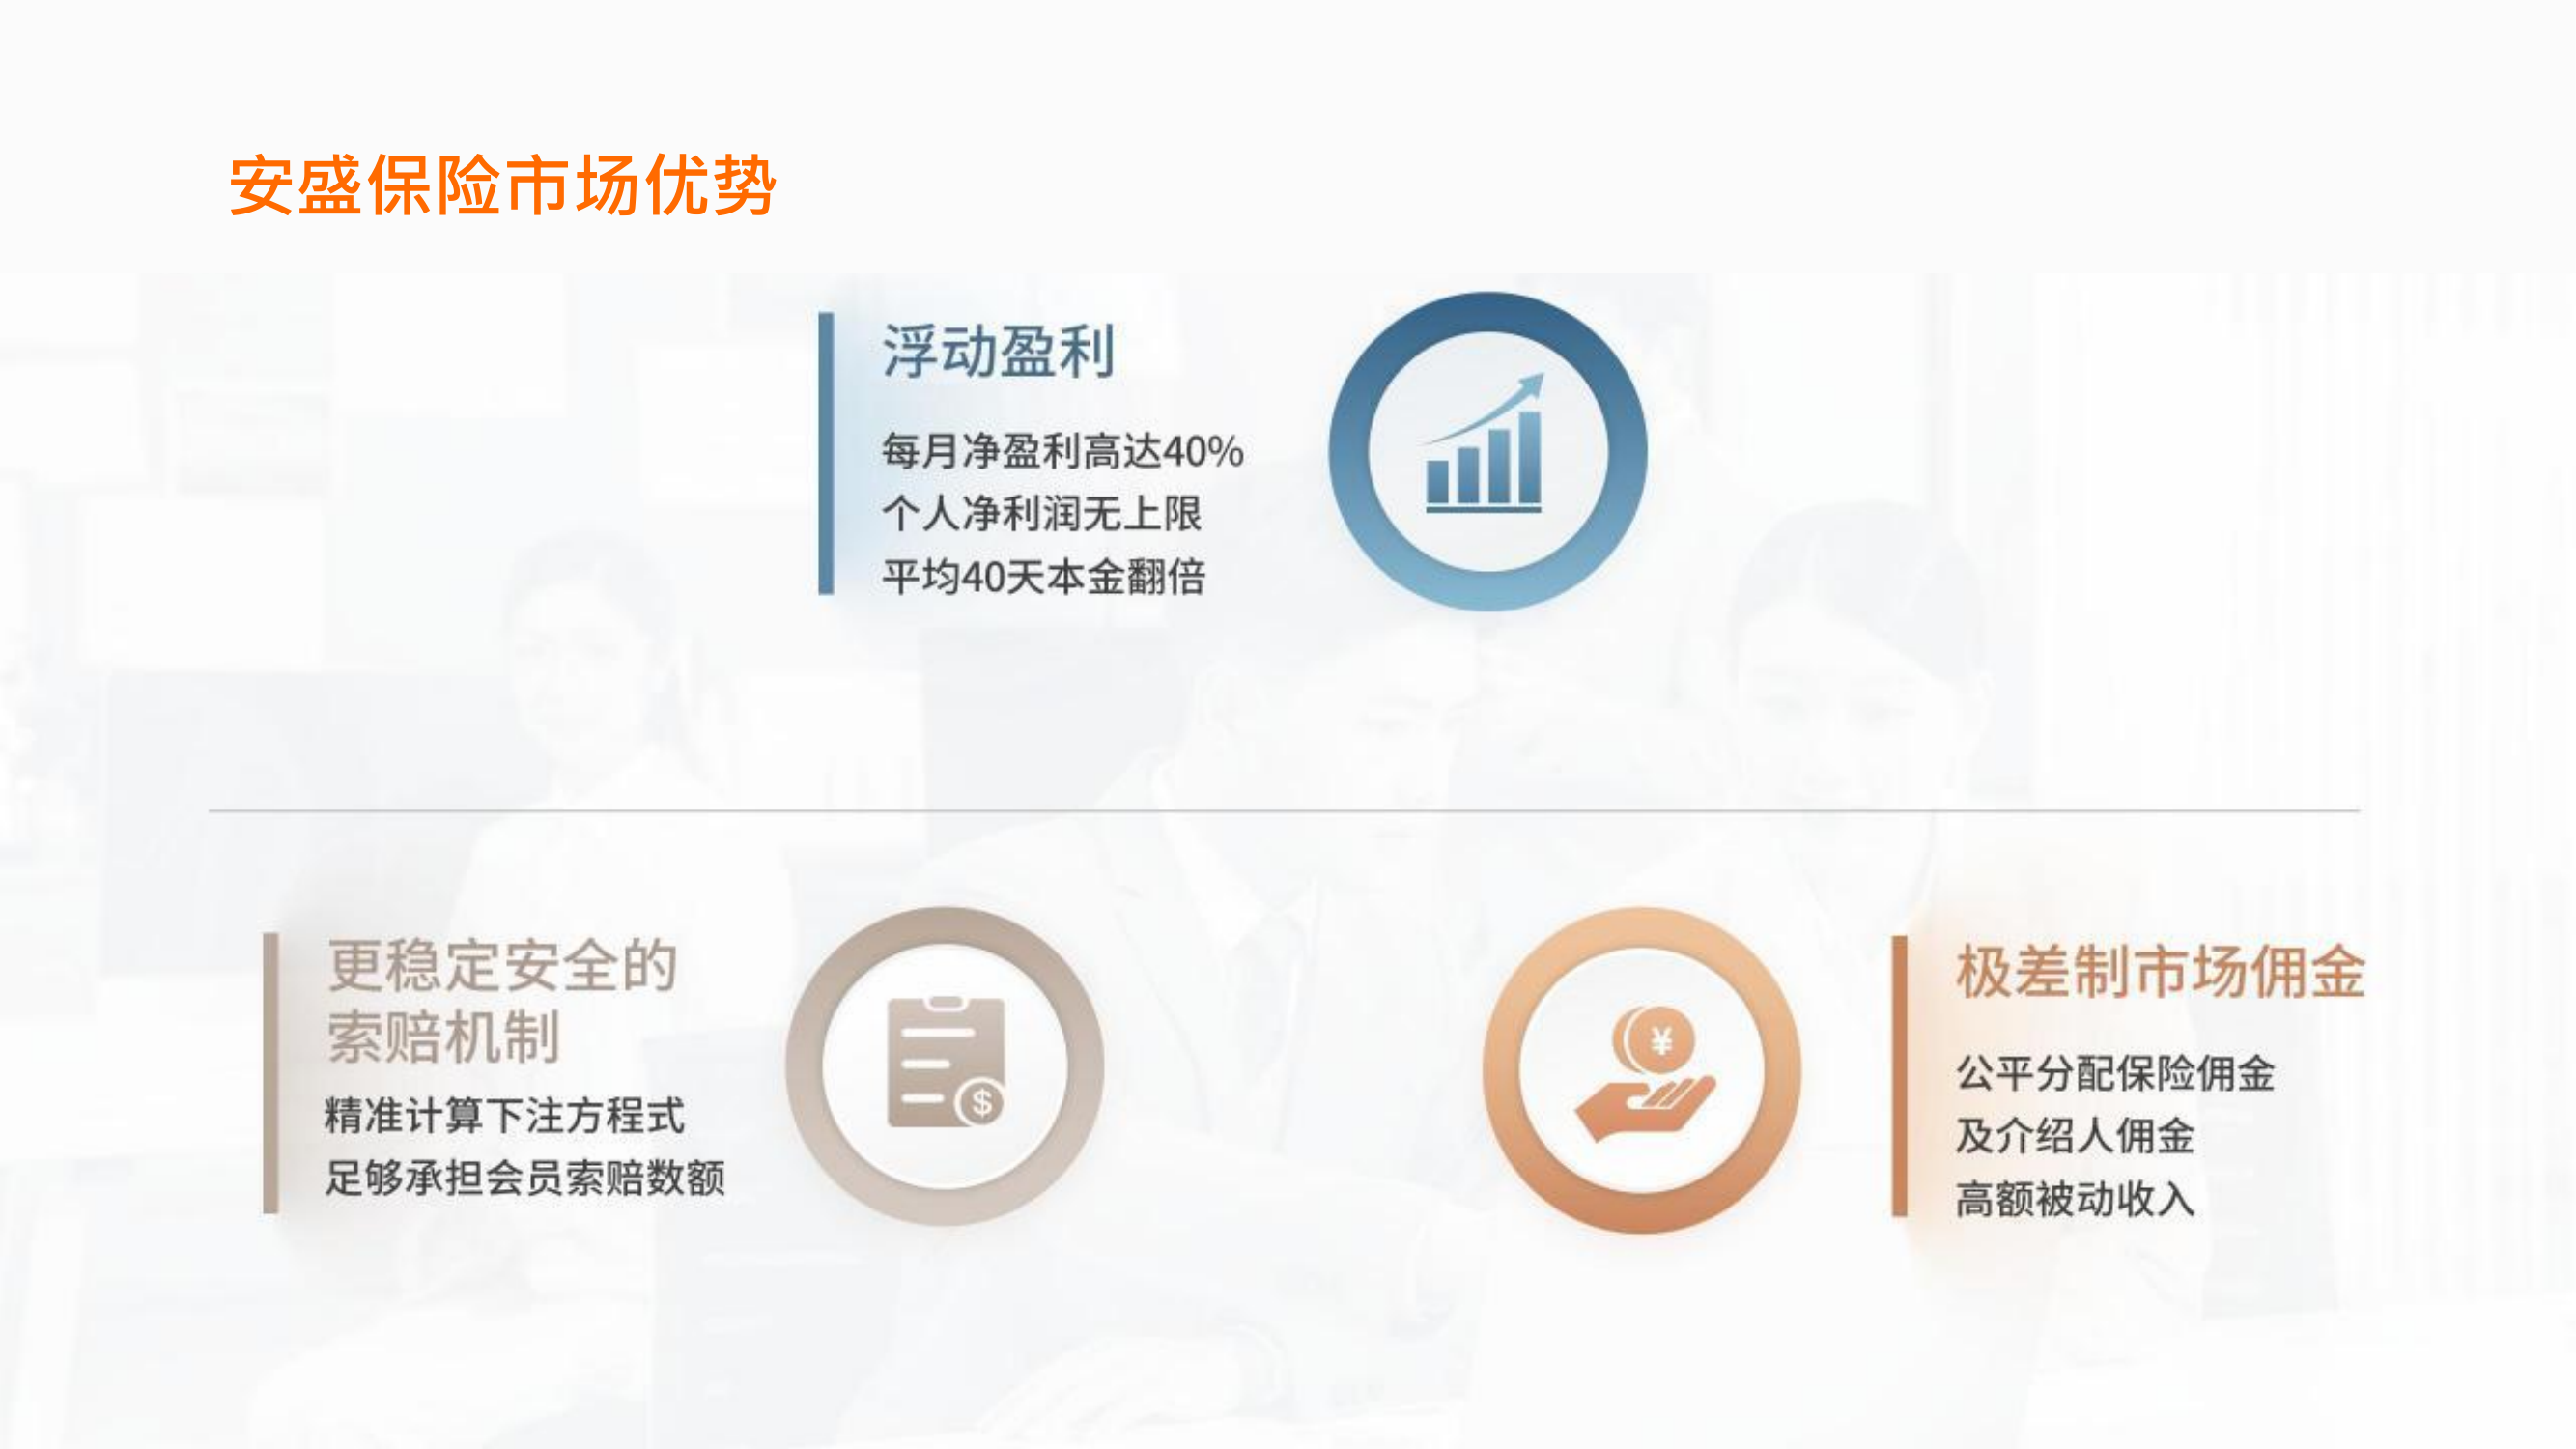 安盛保险市场优势
浮动盈利
每月净盈利高达40%
个人净利润无上限
平均40天本金翻倍
更稳定安全的
索赔机制
精准计算下注方程式
足够承担会员索赔数额
$
¥
极差制市场佣金
公平分配保险佣金
及介绍人佣金
高额被动收入